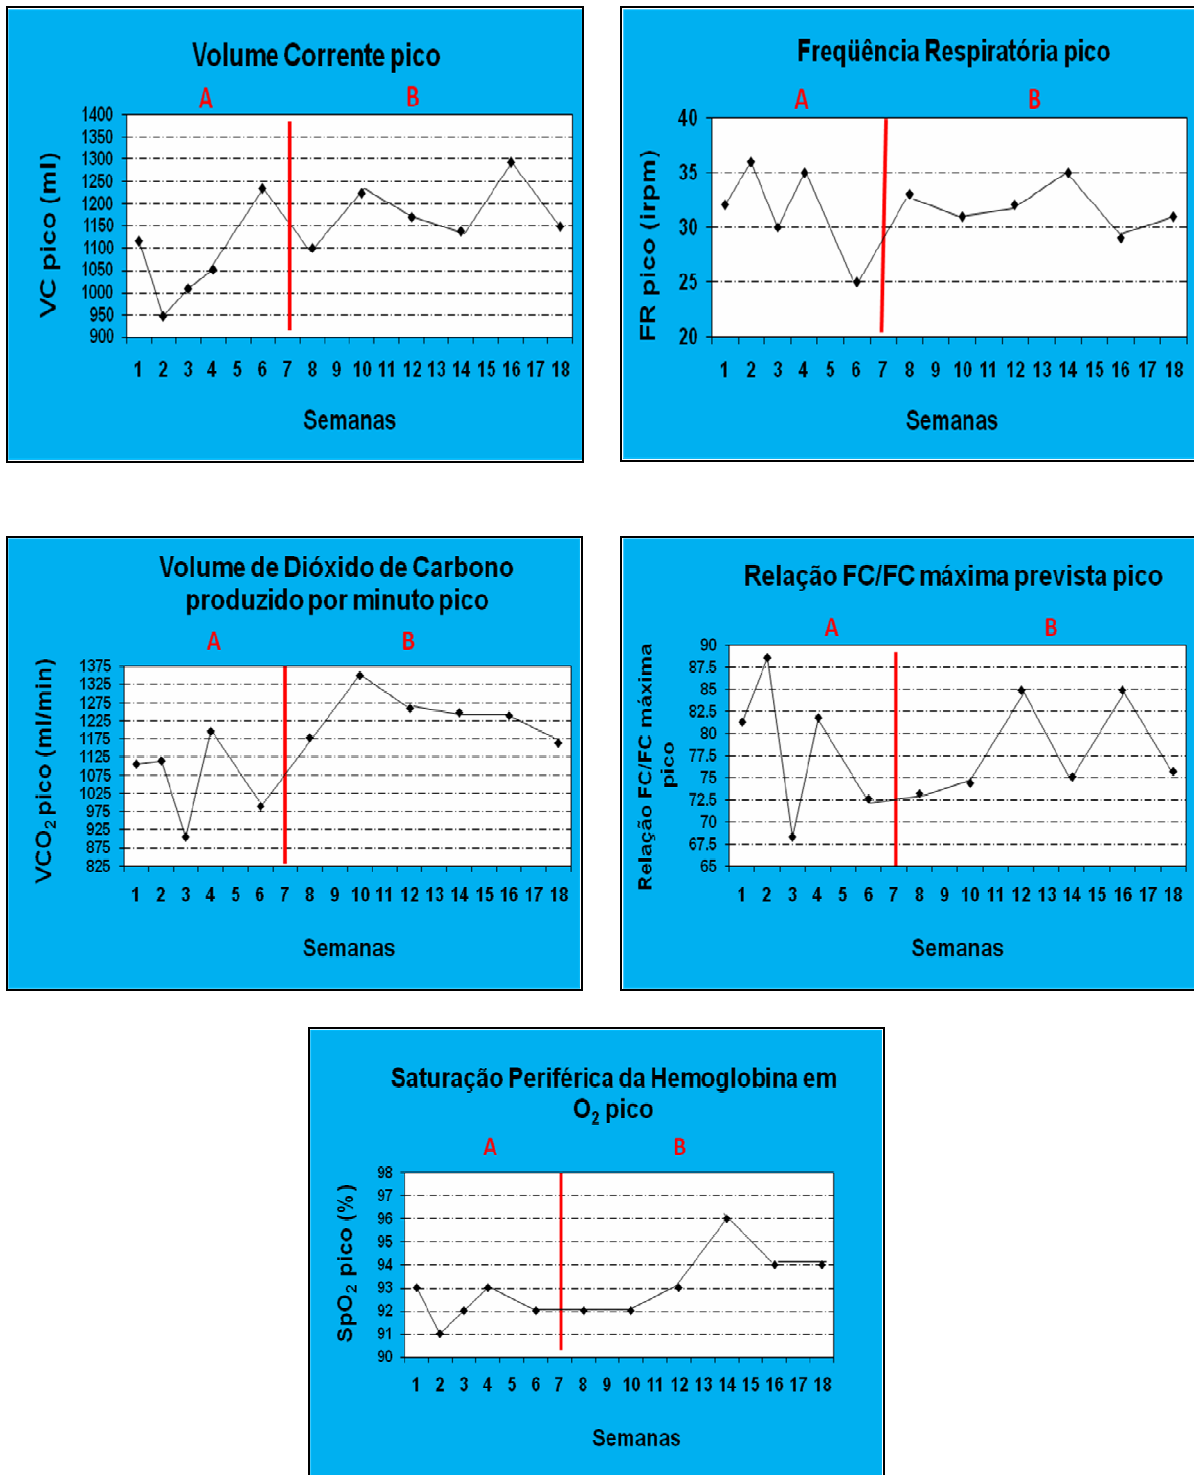 Volume Corrente pico
A B
VC pico (ml)
1400
1350
1300
1250
1200
1150
1100
1050
1000
950
900
1 2 3 4 5 6 7 8 9 10 12 13 14 16 17 18
Semanas
Freqüência Respiratória pico
A B
FR pico (irpm)
40
35
30
25
20
1 2 3 4 5 6 7 8 9 10 9 12 13 14 15 16 17 18
Semanas
Volume de Dióxido de Carbono
produzido por minuto pico
A B
VCO₂ pico (ml/min)
1375
1325
1275
1225
1175
1125
1075
1025
975
925
875
825
1 2 3 4 5 6 7 8 9 10 11 12 13 14 15 16 17 18
Semanas
Relação FC/FC máxima prevista pico
A B
Relação FC/FC máxima
pico
90
87.5
85
82.5
80
77.5
75
72.5
70
67.5
65
1 2 3 4 5 6 7 8 9 10 11 12 13 14 15 16 17 18
Semanas
Saturação Periférica da Hemoglobina em
O₂ pico
A B
SpO₂ pico (%)
98
97
96
95
94
93
92
91
90
1 2 3 4 5 6 7 8 9 10 11 12 13 14 16 17 18
Semanas